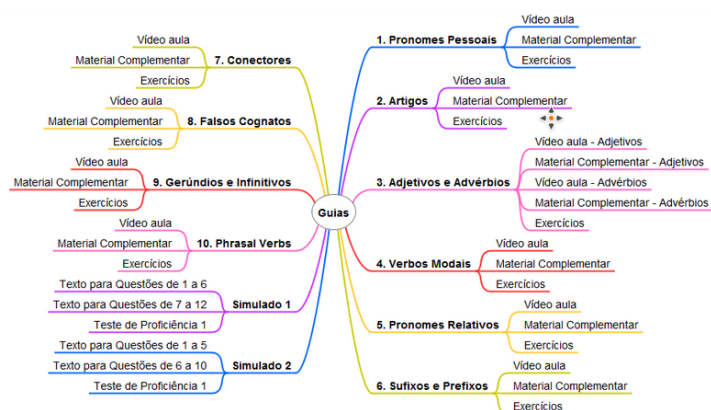 Guias
1. Pronomes Pessoais
Vídeo aula
Material Complementar
Exercícios
2. Artigos
Vídeo aula
Material Complementar
Exercícios
3. Adjetivos e Advérbios
Vídeo aula - Adjetivos
Material Complementar - Adjetivos
Vídeo aula - Advérbios
Material Complementar - Advérbios
Exercícios
4. Verbos Modais
Vídeo aula
Material Complementar
Exercícios
5. Pronomes Relativos
Vídeo aula
Material Complementar
Exercícios
6. Sufixos e Prefixos
Vídeo aula
Material Complementar
Exercícios
7. Conectores
Vídeo aula
Material Complementar
Exercícios
8. Falsos Cognatos
Vídeo aula
Material Complementar
Exercícios
9. Gerúndios e Infinitivos
Vídeo aula
Material Complementar
Exercícios
10. Phrasal Verbs
Vídeo aula
Material Complementar
Exercícios
Simulado 1
Texto para Questões de 1 a 6
Texto para Questões de 7 a 12
Teste de Proficiência 1
Simulado 2
Texto para Questões de 1 a 5
Texto para Questões de 6 a 10
Teste de Proficiência 1